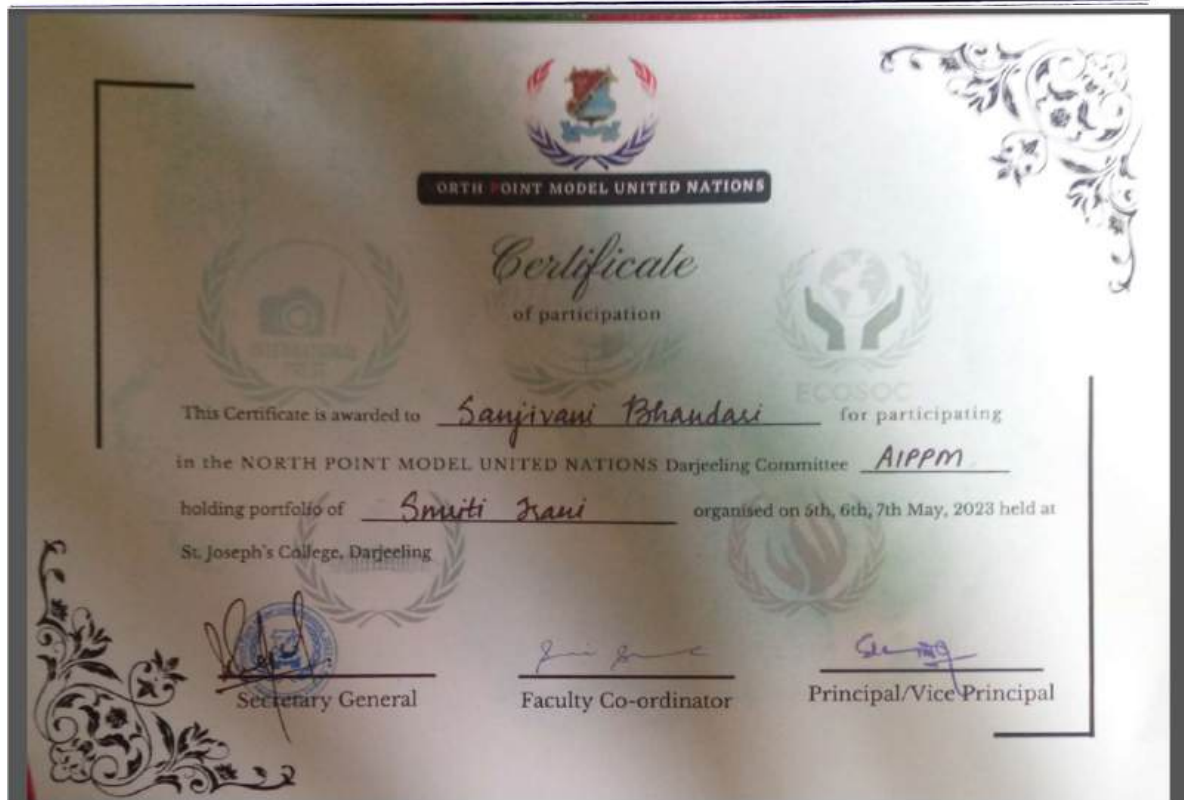 ORTH POINT MODEL UNITED NATIONS
Certificate
of participation
ECOSOC
This Certificate is awarded to Sanjivani Bhandari for participating
in the NORTH POINT MODEL UNITED NATIONS Darjeeling Committee AIPPM
holding portfolio of Smriti Irani organised on 5th, 6th, 7th May, 2023 held at
St. Joseph's College, Darjeeling
Secretary General
Faculty Co-ordinator
Principal/Vice Principal